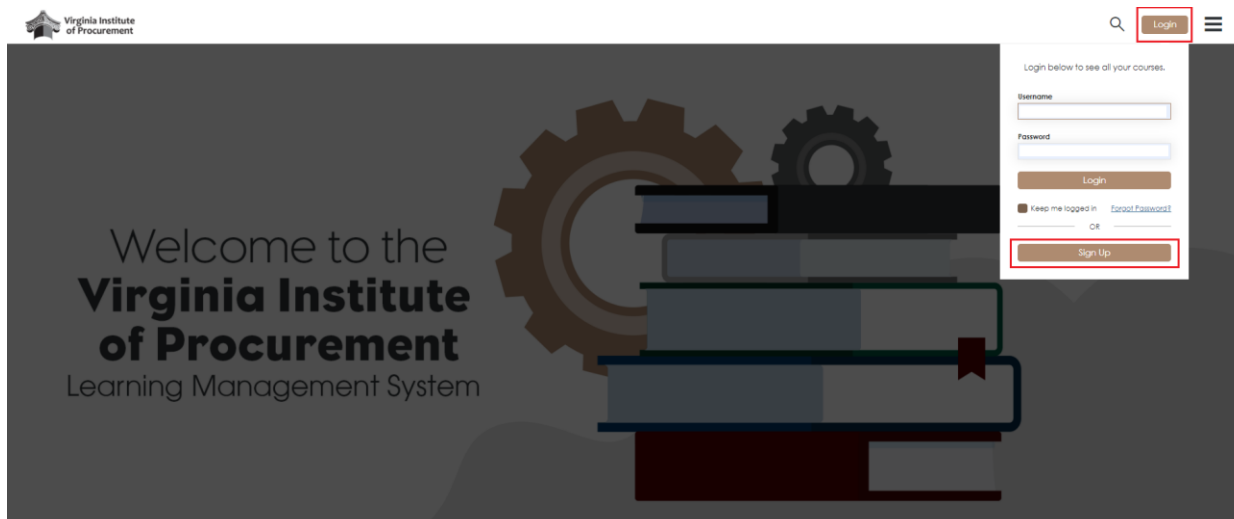 Virginia Institute
of Procurement
Login
Login below to see all your courses.
Username
Password
Login
Keep me logged in Forgot Password?
OR
Sign Up
Welcome to the
Virginia Institute
of Procurement
Learning Management System